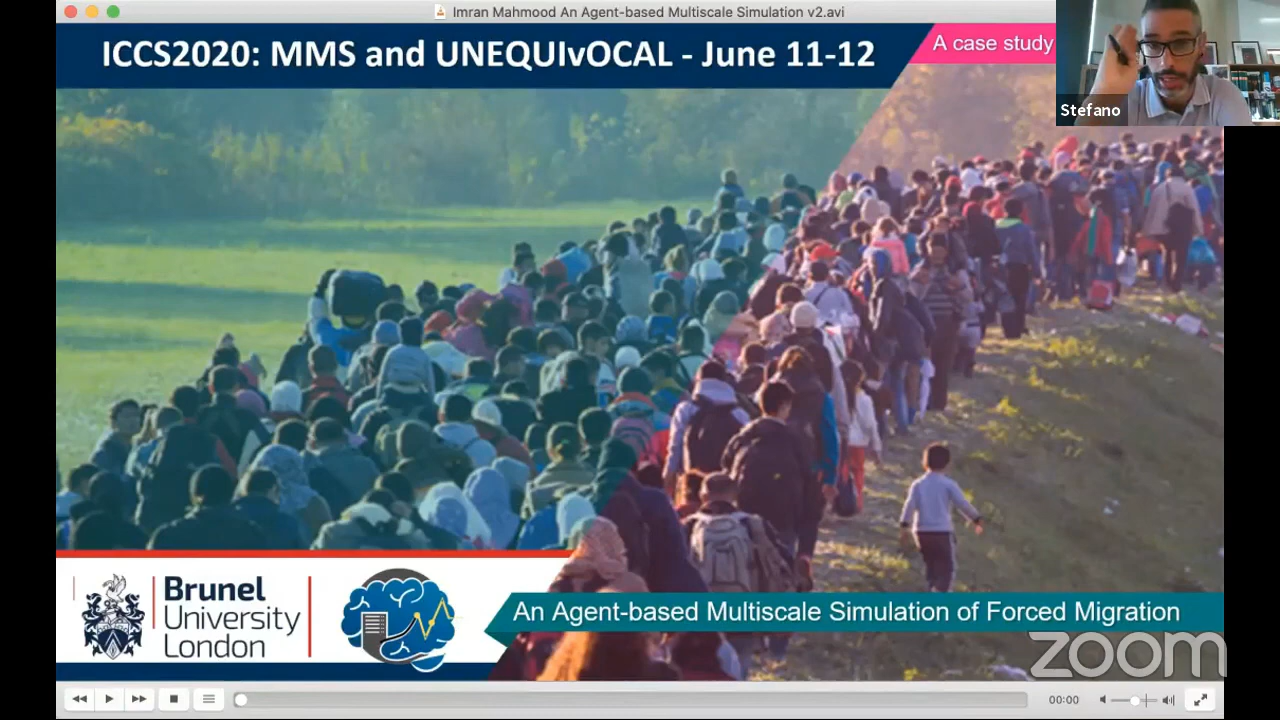 Imran Mahmood An Agent-based Multiscale Simulation v2.avi
ICCS2020: MMS and UNEQUIvOCAL - June 11-12
A case study
Stefano
Brunel
University
London
An Agent-based Multiscale Simulation of Forced Migration
zoom
00:00